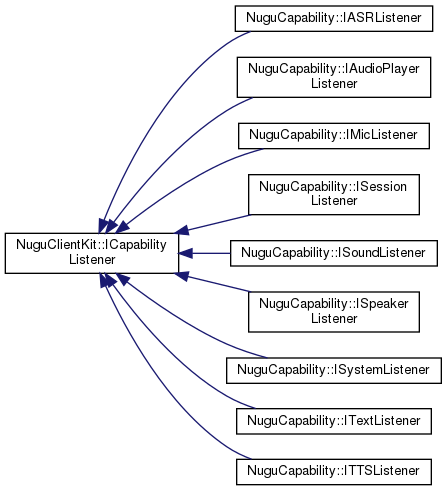 NuguCapability::IASRListener
NuguCapability::IAudioPlayer
Listener
NuguCapability::IMicListener
NuguCapability::ISession
Listener
NuguClientKit::ICapability
Listener
NuguCapability::ISoundListener
NuguCapability::ISpeaker
Listener
NuguCapability::ISystemListener
NuguCapability::ITextListener
NuguCapability::ITTSListener